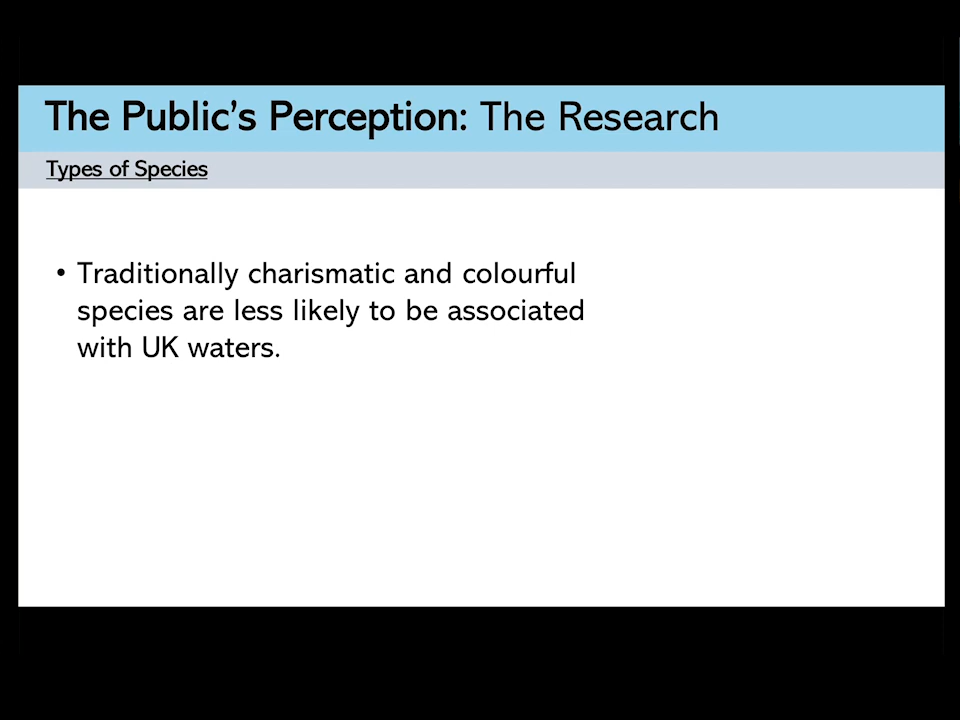 The Public’s Perception: The Research
Types of Species
• Traditionally charismatic and colourful
species are less likely to be associated
with UK waters.